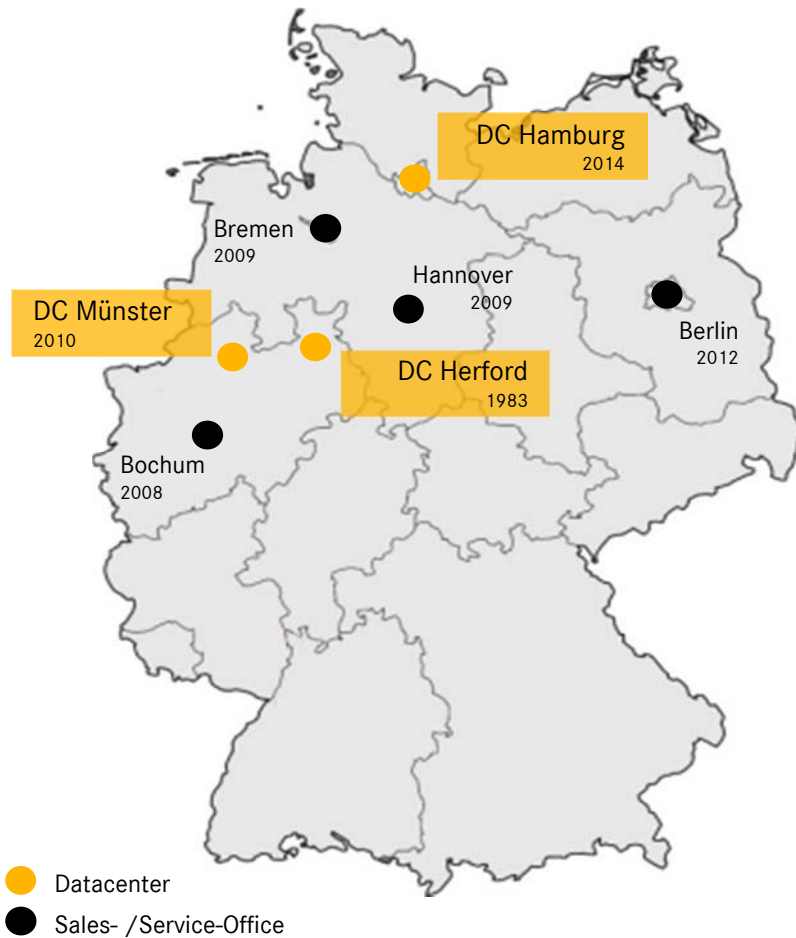 DC Hamburg
2014
Bremen
2009
Hannover
2009
DC Münster
2010
Berlin
2012
DC Herford
1983
Bochum
2008
Datacenter
Sales- /Service-Office